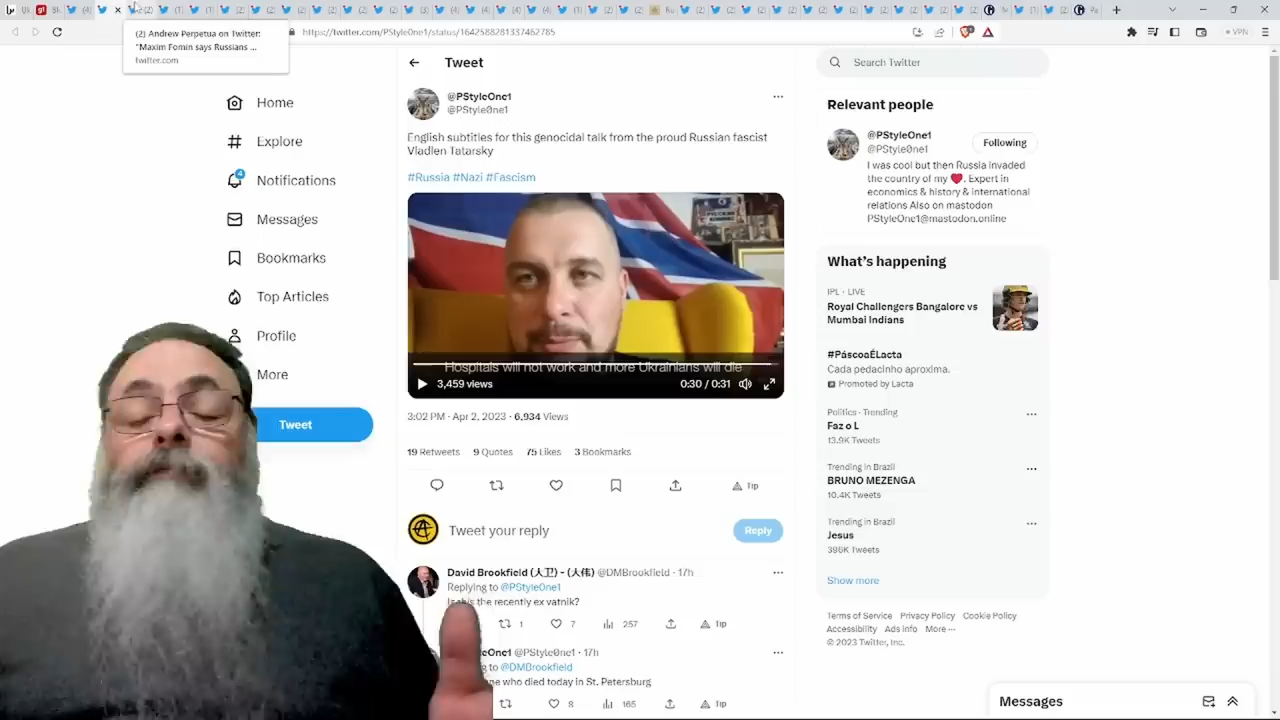 (2) Andrew Perpetua on Twitter:
"Maxim Fomin says Russians ...
twitter.com
https://twitter.com/PStyle0ne1/status/1642588281337462785
VPN
Home
Explore
4
Notifications
Messages
Bookmarks
Top Articles
Profile
More
Tweet
Tweet
@PStyleOne1
@PStyle0ne1
English subtitles for this genocidal talk from the proud Russian fascist
Vladlen Tatarsky
#Russia #Nazi #Fascism
Hospitals will not work and more Ukrainians will die
3,459 views
0:30 / 0:31
3:02 PM · Apr 2, 2023 · 6,934 Views
19 Retweets 9 Quotes 75 Likes 3 Bookmarks
Tip
Tweet your reply
Reply
David Brookfield (人卫) - (大伟) @DMBrookfield · 17h
Replying to @PStyle0ne1
the recently ex vatnik?
1
7
257
Tip
@PStyle0ne1 · 17h
@DMBrookfield
who died today in St. Petersburg
8
165
Tip
Search Twitter
Relevant people
@PStyleOne1
@PStyle0ne1
Following
I was cool but then Russia invaded
the country of my ❤️. Expert in
economics & history & international
relations Also on mastodon
PStyleOne1@mastodon.online
What's happening
IPL · LIVE
Royal Challengers Bangalore vs
Mumbai Indians
#PáscoaÉLacta
Cada pedacinho aproxima.
Promoted by Lacta
Politics · Trending
Faz o L
13.9K Tweets
Trending in Brazil
BRUNO MEZENGA
10.4K Tweets
Trending in Brazil
Jesus
396K Tweets
Show more
Terms of Service Privacy Policy Cookie Policy
Accessibility Ads info More ···
© 2023 Twitter, Inc.
Messages